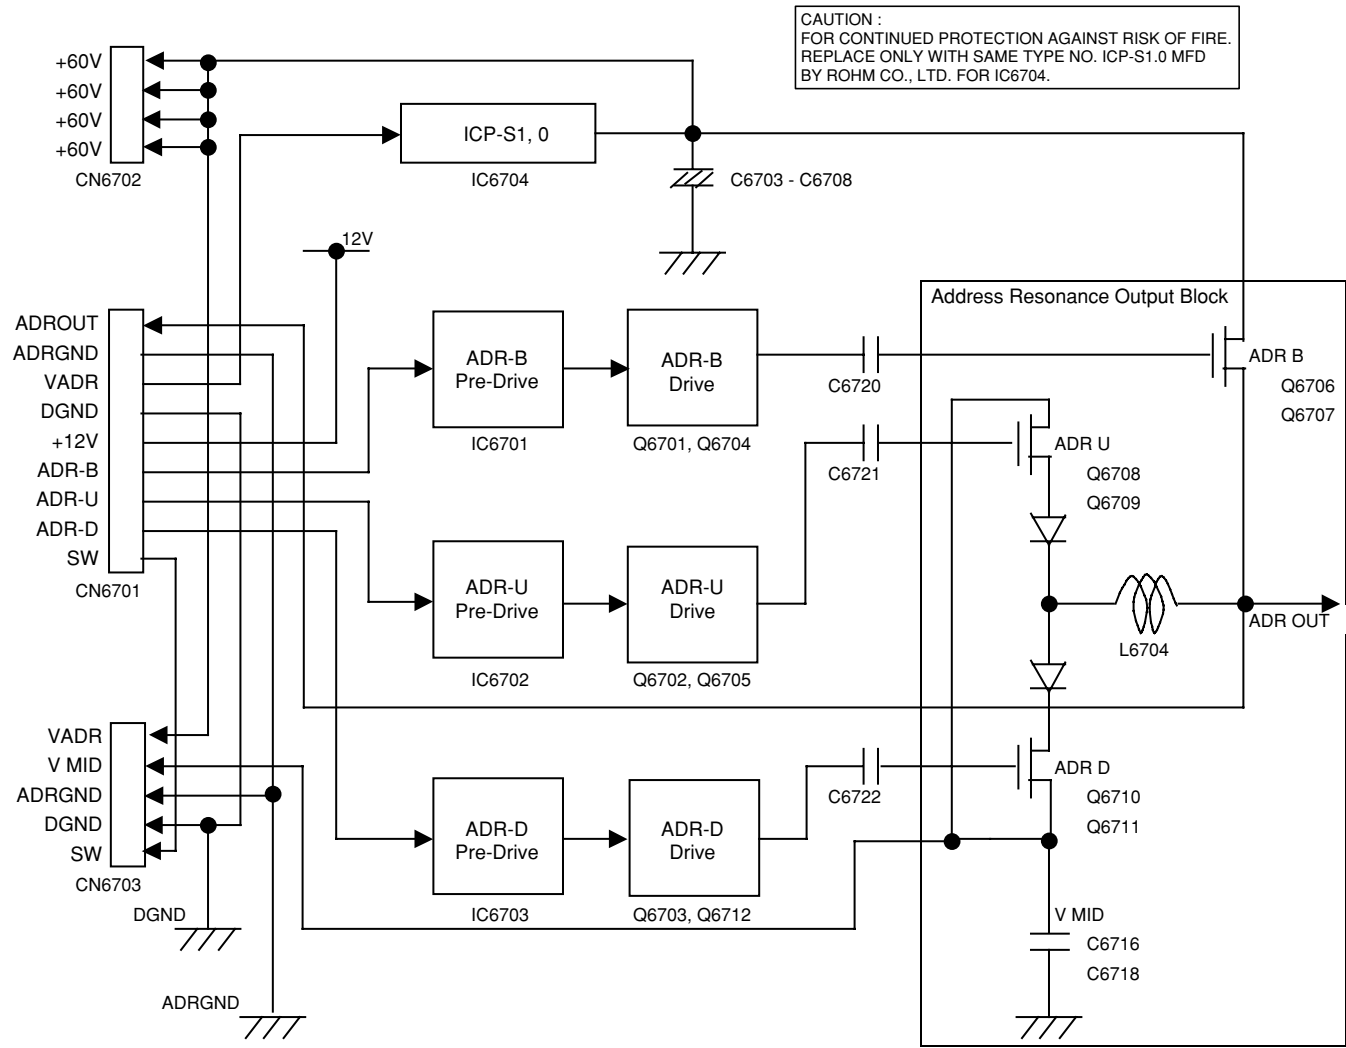 CAUTION :
FOR CONTINUED PROTECTION AGAINST RISK OF FIRE.
REPLACE ONLY WITH SAME TYPE NO. ICP-S1.0 MFD
BY ROHM CO., LTD. FOR IC6704.
+60V
+60V
+60V
+60V
CN6702
ICP-S1, 0
IC6704
C6703 - C6708
12V
ADROUT
ADRGND
VADR
DGND
+12V
ADR-B
ADR-U
ADR-D
SW
CN6701
ADR-B
Pre-Drive
IC6701
ADR-B
Drive
Q6701, Q6704
C6720
Address Resonance Output Block
ADR B
Q6706
Q6707
C6721
ADR U
Q6708
Q6709
ADR-U
Pre-Drive
IC6702
ADR-U
Drive
Q6702, Q6705
L6704
ADR OUT
VADR
V MID
ADRGND
DGND
SW
CN6703
ADR-D
Pre-Drive
IC6703
ADR-D
Drive
Q6703, Q6712
C6722
ADR D
Q6710
Q6711
V MID
C6716
C6718
DGND
ADRGND